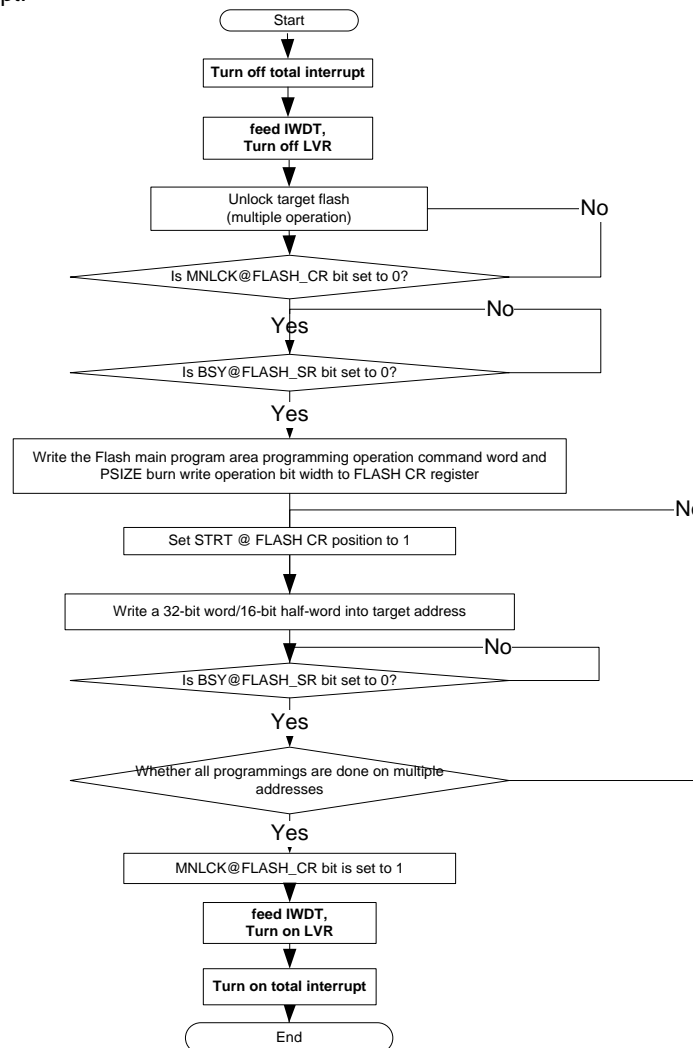 Start
Turn off total interrupt
feed IWDT,
Turn off LVR
Unlock target flash
(multiple operation)
No
Is MNLCK@FLASH_CR bit set to 0?
No
Yes
Is BSY@FLASH_SR bit set to 0?
Yes
Write the Flash main program area programming operation command word and
PSIZE burn write operation bit width to FLASH CR register
No
Set STRT @ FLASH CR position to 1
Write a 32-bit word/16-bit half-word into target address
No
Is BSY@FLASH_SR bit set to 0?
Yes
Whether all programmings are done on multiple
addresses
Yes
MNLCK@FLASH_CR bit is set to 1
feed IWDT,
Turn on LVR
Turn on total interrupt
End